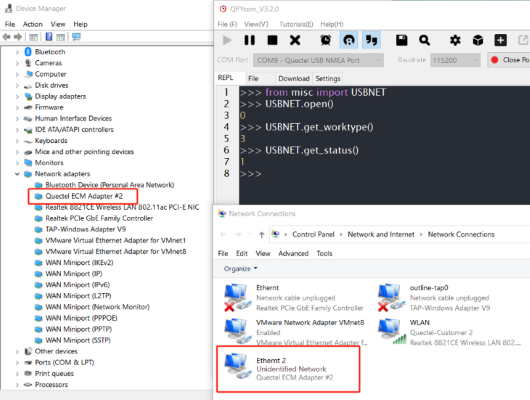 Device Manager
File Action View Help
Bluetooth
Cameras
Computer
Disk drives
Display adapters
Firmware
Human Interface Devices
IDE ATA/ATAPI controllers
Keyboards
Mice and other pointing devices
Monitors
Network adapters
Bluetooth Device (Personal Area Network)
Quectel ECM Adapter #2
Realtek 8821CE Wireless LAN 802.11ac PCI-E NIC
Realtek PCIe GbE Family Controller
TAP-Windows Adapter V9
VMware Virtual Ethernet Adapter for VMnet1
VMware Virtual Ethernet Adapter for VMnet8
WAN Miniport (IKEv2)
WAN Miniport (IP)
WAN Miniport (IPv6)
WAN Miniport (L2TP)
WAN Miniport (Network Monitor)
WAN Miniport (PPPOE)
WAN Miniport (PPTP)
WAN Miniport (SSTP)
Other devices
Ports (COM & LPT)
Print queues
Processors
QPYcom_V3.2.0
File (F) View(V) Tutorials(E) Help(H)
COM Port COM9 - Quectel USB NMEA Port Baudrate 115200 Close Po
REPL File Download Settings
1 >>> from misc import USBNET
2 >>> USBNET.open()
3 0
4 >>> USBNET.get_worktype()
5 3
6 >>> USBNET.get_status()
7 1
8 >>>
Network Connections
Control Panel > Network and Internet > Network Connections
File Edit View Advanced Tools
Organize
Ethernt
Network cable unplugged
Realtek PCIe GbE Family Controller
outline-tap0
Network cable unplugged
TAP-Windows Adapter V9
VMware Network Adapter VMnet8
Enabled
VMware Virtual Ethernet Adapter f...
WLAN
Quectel-Customer 2
Realtek 8821CE Wireless LAN 802....
Ethernt 2
Unidentified Network
Quectel ECM Adapter #2